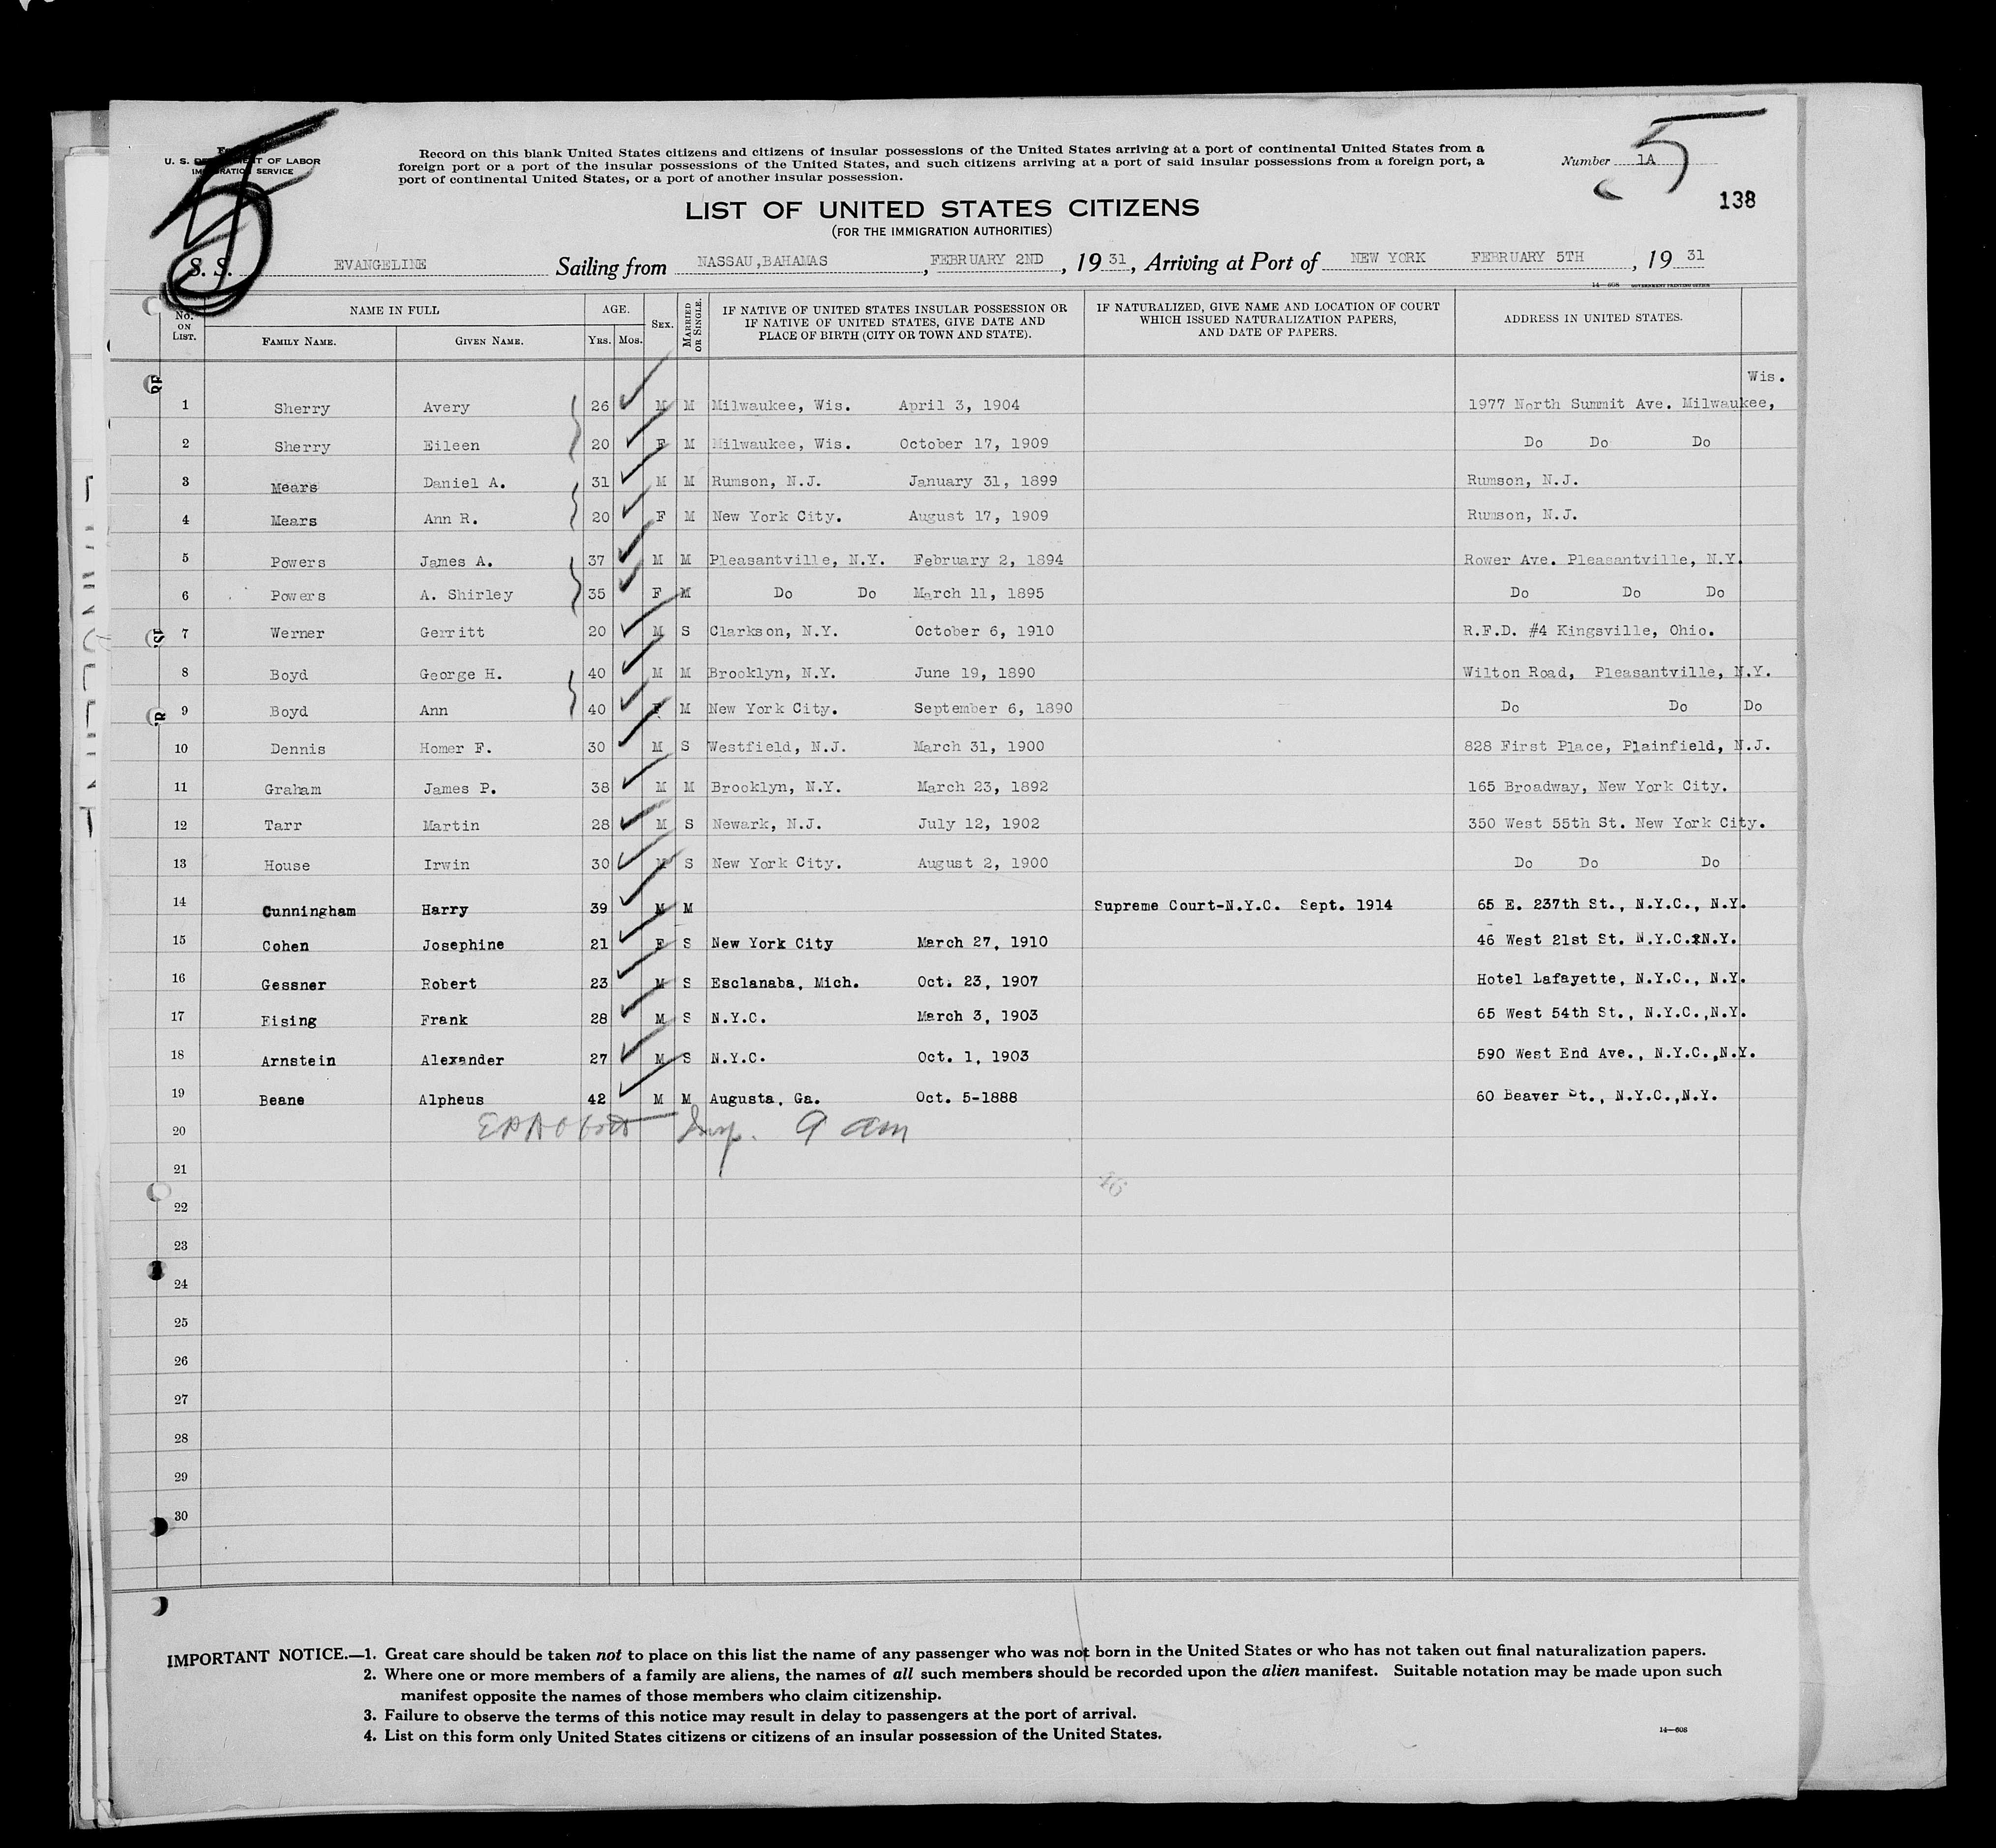 5
5
U. S. DEPARTMENT OF LABOR
IMMIGRATION SERVICE
Record on this blank United States citizens and citizens of insular possessions of the United States arriving at a port of continental United States from a
foreign port or a port of the insular possessions of the United States, and such citizens arriving at a port of said insular possessions from a foreign port, a
port of continental United States, or a port of another insular possession.
Number 1A
5
138
LIST OF UNITED STATES CITIZENS
(FOR THE IMMIGRATION AUTHORITIES)
S. S. EVANGELINE Sailing from NASSAU,BAHAMAS , FEBRUARY 2ND , 19 31, Arriving at Port of NEW YORK FEBRUARY 5TH , 19 31
14—608 GOVERNMENT PRINTING OFFICE
No. ON LIST. NAME IN FULL AGE. SEX. MARRIED OR SINGLE. IF NATIVE OF UNITED STATES INSULAR POSSESSION OR IF NATIVE OF UNITED STATES, GIVE DATE AND PLACE OF BIRTH (CITY OR TOWN AND STATE). IF NATURALIZED, GIVE NAME AND LOCATION OF COURT WHICH ISSUED NATURALIZATION PAPERS, AND DATE OF PAPERS. ADDRESS IN UNITED STATES.
FAMILY NAME. GIVEN NAME. YRS. MOS.
Wis.
1 Sherry Avery 26 M M Milwaukee, Wis. April 3, 1904 1977 North Summit Ave. Milwaukee,
2 Sherry Eileen 20 F M Milwaukee, Wis. October 17, 1909 Do Do Do
3 Mears Daniel A. 31 M M Rumson, N.J. January 31, 1899 Rumson, N.J.
4 Mears Ann R. 20 F M New York City. August 17, 1909 Rumson, N.J.
5 Powers James A. 37 M M Pleasantville, N.Y. February 2, 1894 Rower Ave. Pleasantville, N.Y.
6 Powers A. Shirley 35 F M Do Do March 11, 1895 Do Do Do
7 Werner Gerritt 20 M S Clarkson, N.Y. October 6, 1910 R.F.D. #4 Kingsville, Ohio.
8 Boyd George H. 40 M M Brooklyn, N.Y. June 19, 1890 Wilton Road, Pleasantville, N.Y.
9 Boyd Ann 40 F M New York City. September 6, 1890 Do Do Do
10 Dennis Homer F. 30 M S Westfield, N.J. March 31, 1900 828 First Place, Plainfield, N.J.
11 Graham James P. 38 M M Brooklyn, N.Y. March 23, 1892 165 Broadway, New York City.
12 Tarr Martin 28 M S Newark, N.J. July 12, 1902 350 West 55th St. New York City.
13 House Irwin 30 M S New York City. August 2, 1900 Do Do Do
14 Cunningham Harry 39 M M Supreme Court-N.Y.C. Sept. 1914 65 E. 237th St., N.Y.C., N.Y.
15 Cohen Josephine 21 F S New York City March 27, 1910 46 West 21st St. N.Y.C., N.Y.
16 Gessner Robert 23 M S Esclanaba, Mich. Oct. 23, 1907 Hotel Lafayette, N.Y.C., N.Y.
17 Eising Frank 28 M S N.Y.C. March 3, 1903 65 West 54th St., N.Y.C.,N.Y.
18 Arnstein Alexander 27 M S N.Y.C. Oct. 1, 1903 590 West End Ave., N.Y.C.,N.Y.
19 Beane Alpheus 42 M M Augusta, Ga. Oct. 5-1888 60 Beaver St., N.Y.C.,N.Y.
20 Insp. 9 am
21
22
23
24
25
26
27
28
29
30
IMPORTANT NOTICE.—1. Great care should be taken not to place on this list the name of any passenger who was not born in the United States or who has not taken out final naturalization papers.
2. Where one or more members of a family are aliens, the names of all such members should be recorded upon the alien manifest. Suitable notation may be made upon such
manifest opposite the names of those members who claim citizenship.
3. Failure to observe the terms of this notice may result in delay to passengers at the port of arrival.
4. List on this form only United States citizens or citizens of an insular possession of the United States.
14—608